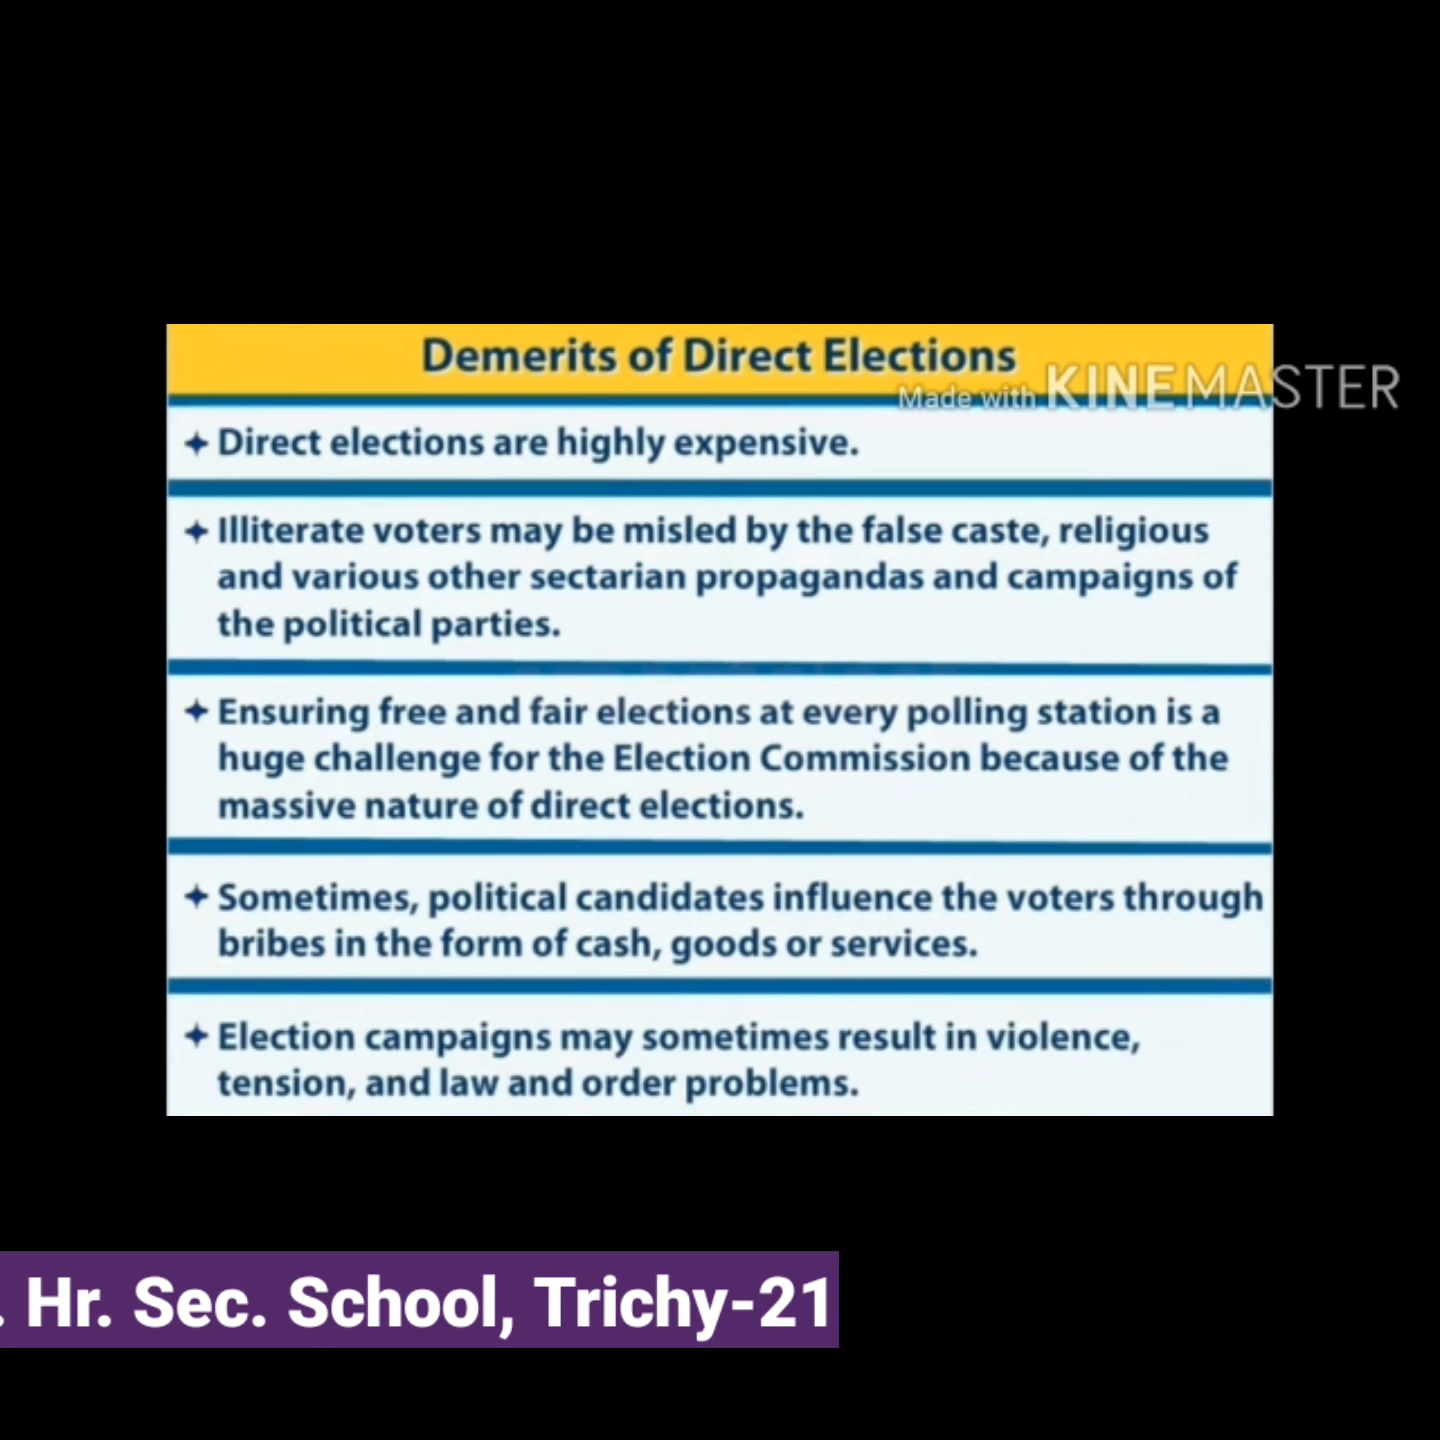 Demerits of Direct Elections
Made with KINEMASTER
Direct elections are highly expensive.
Illiterate voters may be misled by the false caste, religious
and various other sectarian propagandas and campaigns of
the political parties.
Ensuring free and fair elections at every polling station is a
huge challenge for the Election Commission because of the
massive nature of direct elections.
Sometimes, political candidates influence the voters through
bribes in the form of cash, goods or services.
Election campaigns may sometimes result in violence,
tension, and law and order problems.
. Hr. Sec. School, Trichy-21